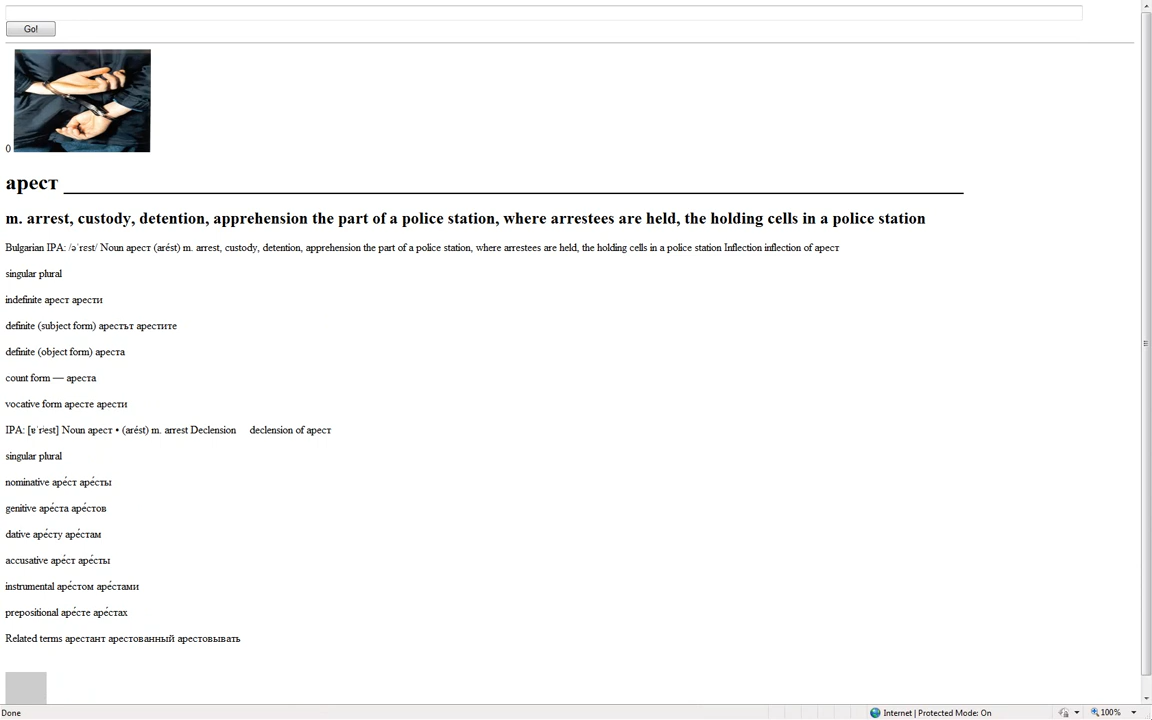 Go!
0
арест ____________________________________________________________________________________________
m. arrest, custody, detention, apprehension the part of a police station, where arrestees are held, the holding cells in a police station
Bulgarian IPA: /əˈrɛst/ Noun арест (arést) m. arrest, custody, detention, apprehension the part of a police station, where arrestees are held, the holding cells in a police station Inflection inflection of арест
singular plural
indefinite арест арести
definite (subject form) арестът арестите
definite (object form) ареста
count form — ареста
vocative form аресте арести
IPA: [ɐˈrʲest] Noun арест • (arést) m. arrest Declension declension of арест
singular plural
nominative аре́ст аре́сты
genitive аре́ста аре́стов
dative аре́сту аре́стам
accusative аре́ст аре́сты
instrumental аре́стом аре́стами
prepositional аре́сте аре́стах
Related terms арестант арестованный арестовывать
Done
Internet | Protected Mode: On
100%